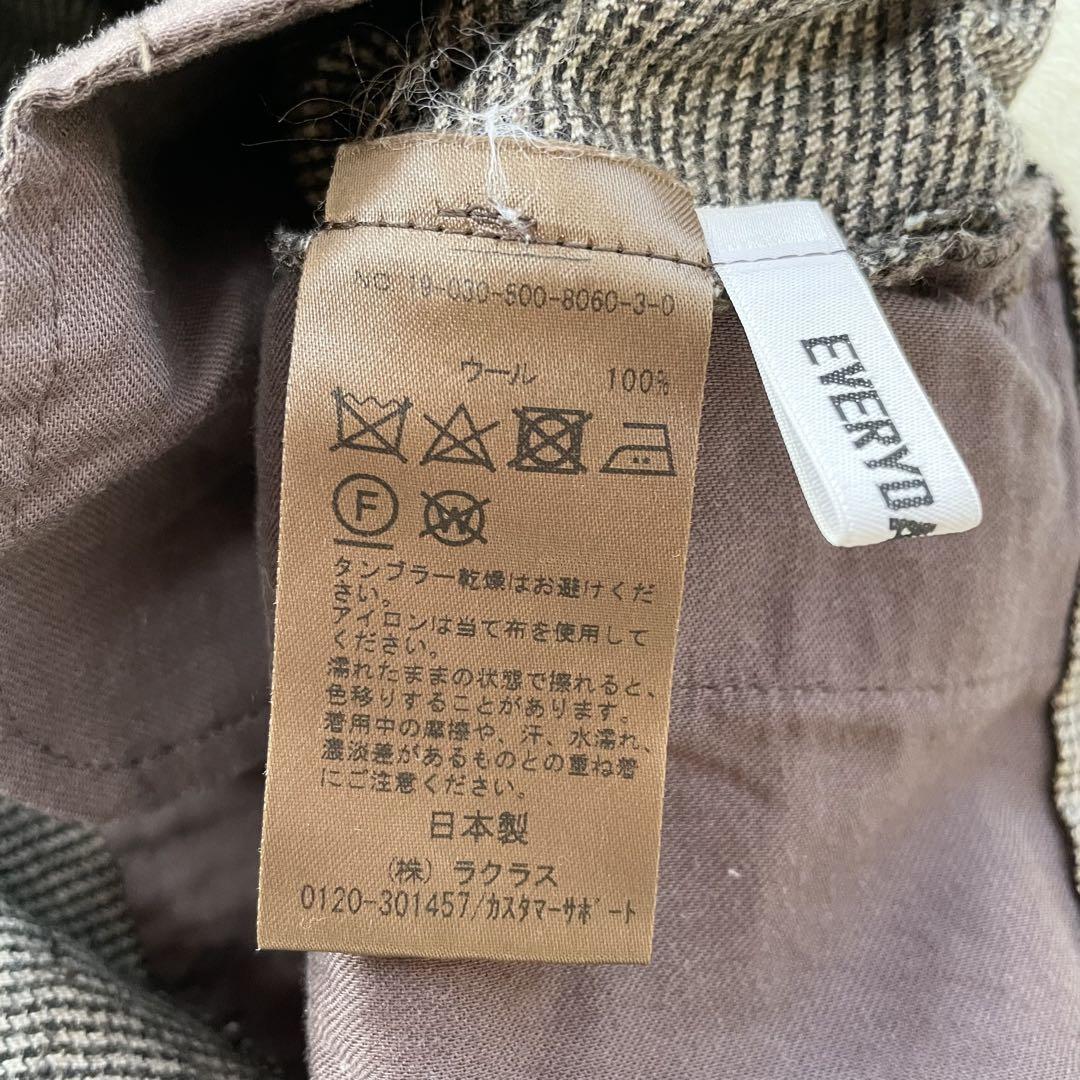 NO 19-030-500-8060-3-0
ウール 100%
F
W
タンブラー乾燥はお避けくだ
さい。
アイロンは当て布を使用して
ください。
濡れたままの状態で擦れると、
色移りすることがあります。
着用中の摩擦や、汗、水濡れ、
濃淡差があるものとの重ね着
にご注意ください。
日本製
(株) ラクラス
0120-301457/カスタマーサポート
EVERYDA